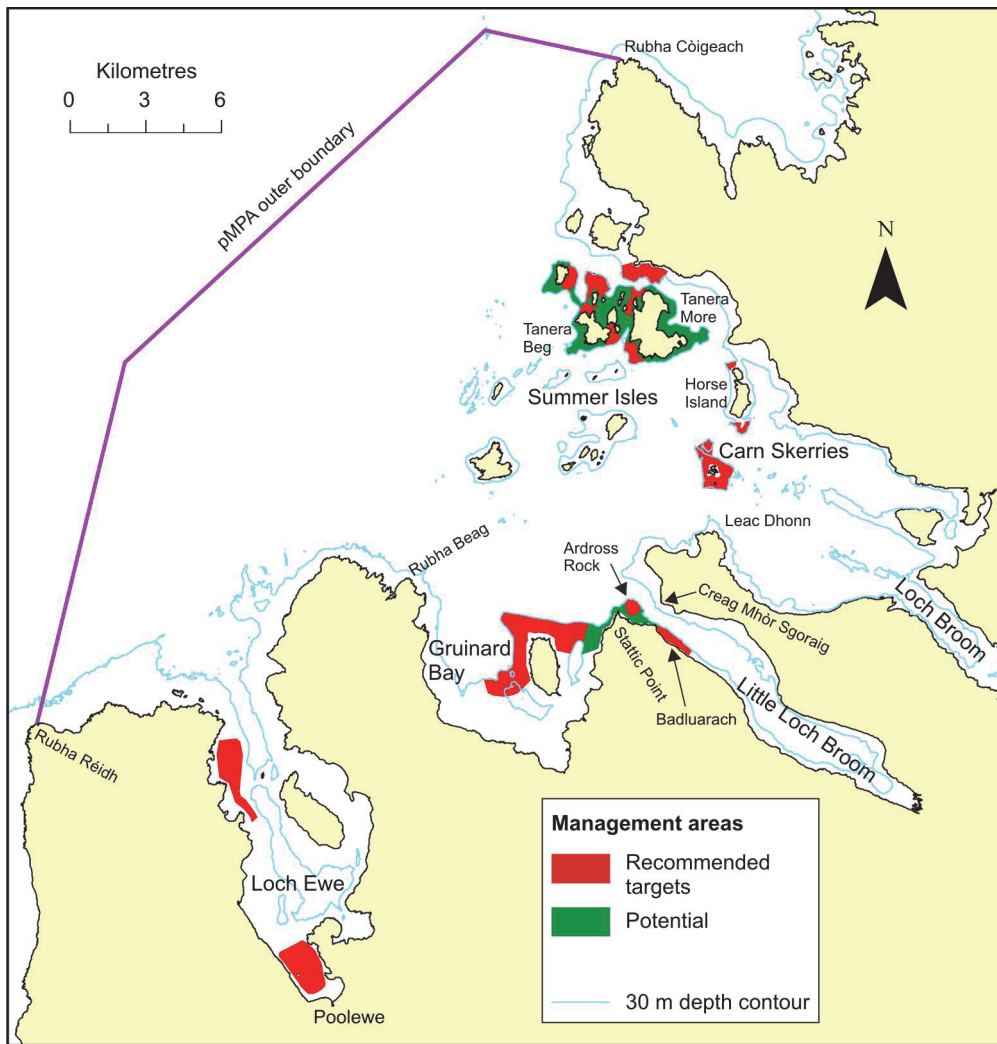 Rubha Còigeach
Kilometres
0 3 6
pMPA outer boundary
N
Tanera
More
Tanera
Beg
Summer Isles
Horse
Island
Carn Skerries
Leac Dhonn
Ardross
Rock
Rubha Beag
Creag Mhòr Sgoraig
Loch Broom
Gruinard
Bay
Stattic Point
Badluarach
Little Loch Broom
Rubha Réidh
Loch Ewe
Poolewe
Management areas
Recommended
targets
Potential
30 m depth contour